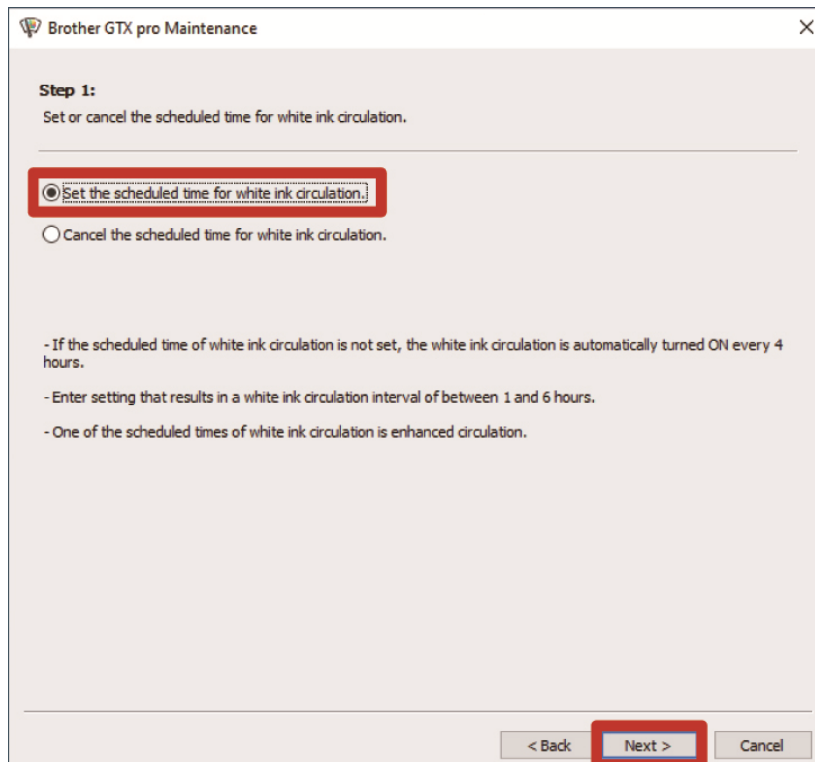 Brother GTX pro Maintenance
Step 1:
Set or cancel the scheduled time for white ink circulation.
Set the scheduled time for white ink circulation.
Cancel the scheduled time for white ink circulation.
- If the scheduled time of white ink circulation is not set, the white ink circulation is automatically turned ON every 4
hours.
- Enter setting that results in a white ink circulation interval of between 1 and 6 hours.
- One of the scheduled times of white ink circulation is enhanced circulation.
< Back Next > Cancel